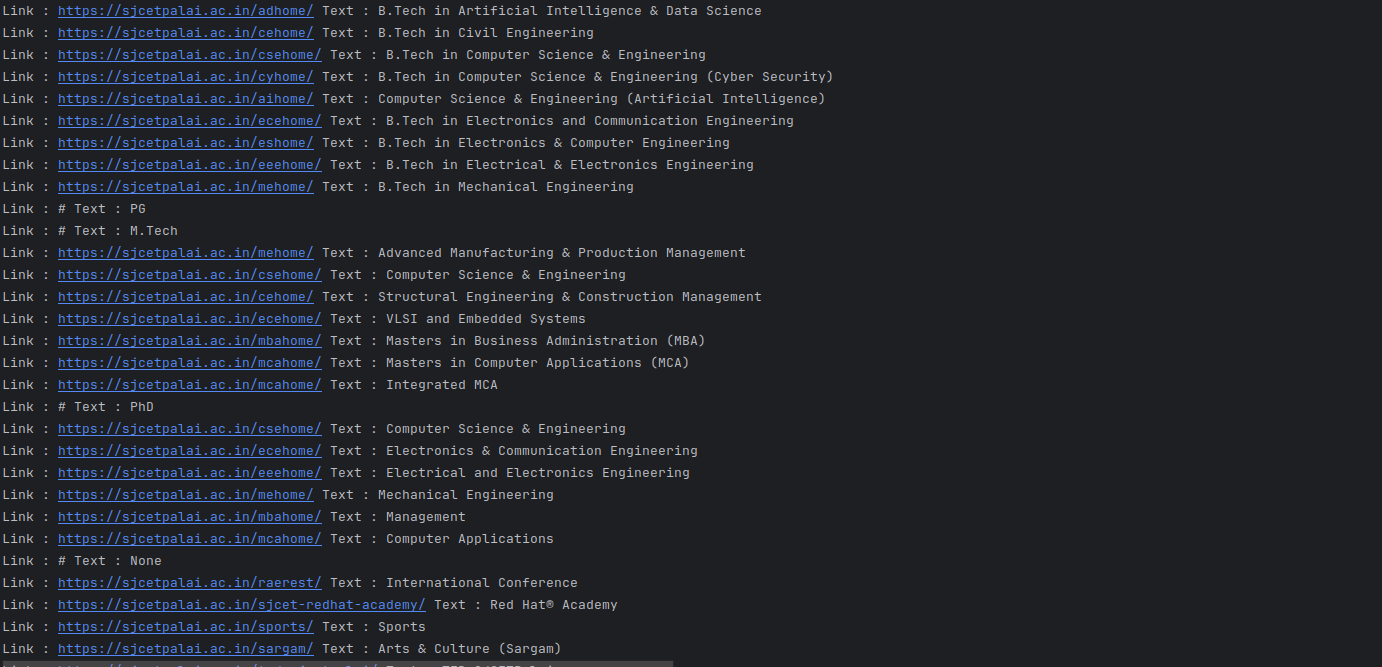 Link : https://sjcetpalai.ac.in/adhome/ Text : B.Tech in Artificial Intelligence & Data Science
Link : https://sjcetpalai.ac.in/cehome/ Text : B.Tech in Civil Engineering
Link : https://sjcetpalai.ac.in/csehome/ Text : B.Tech in Computer Science & Engineering
Link : https://sjcetpalai.ac.in/cyhome/ Text : B.Tech in Computer Science & Engineering (Cyber Security)
Link : https://sjcetpalai.ac.in/aihome/ Text : Computer Science & Engineering (Artificial Intelligence)
Link : https://sjcetpalai.ac.in/ecehome/ Text : B.Tech in Electronics and Communication Engineering
Link : https://sjcetpalai.ac.in/eshome/ Text : B.Tech in Electronics & Computer Engineering
Link : https://sjcetpalai.ac.in/eeehome/ Text : B.Tech in Electrical & Electronics Engineering
Link : https://sjcetpalai.ac.in/mehome/ Text : B.Tech in Mechanical Engineering
Link : # Text : PG
Link : # Text : M.Tech
Link : https://sjcetpalai.ac.in/mehome/ Text : Advanced Manufacturing & Production Management
Link : https://sjcetpalai.ac.in/csehome/ Text : Computer Science & Engineering
Link : https://sjcetpalai.ac.in/cehome/ Text : Structural Engineering & Construction Management
Link : https://sjcetpalai.ac.in/ecehome/ Text : VLSI and Embedded Systems
Link : https://sjcetpalai.ac.in/mbahome/ Text : Masters in Business Administration (MBA)
Link : https://sjcetpalai.ac.in/mcahome/ Text : Masters in Computer Applications (MCA)
Link : https://sjcetpalai.ac.in/mcahome/ Text : Integrated MCA
Link : # Text : PhD
Link : https://sjcetpalai.ac.in/csehome/ Text : Computer Science & Engineering
Link : https://sjcetpalai.ac.in/ecehome/ Text : Electronics & Communication Engineering
Link : https://sjcetpalai.ac.in/eeehome/ Text : Electrical and Electronics Engineering
Link : https://sjcetpalai.ac.in/mehome/ Text : Mechanical Engineering
Link : https://sjcetpalai.ac.in/mbahome/ Text : Management
Link : https://sjcetpalai.ac.in/mcahome/ Text : Computer Applications
Link : # Text : None
Link : https://sjcetpalai.ac.in/raerest/ Text : International Conference
Link : https://sjcetpalai.ac.in/sjcet-redhat-academy/ Text : Red Hat® Academy
Link : https://sjcetpalai.ac.in/sports/ Text : Sports
Link : https://sjcetpalai.ac.in/sargam/ Text : Arts & Culture (Sargam)